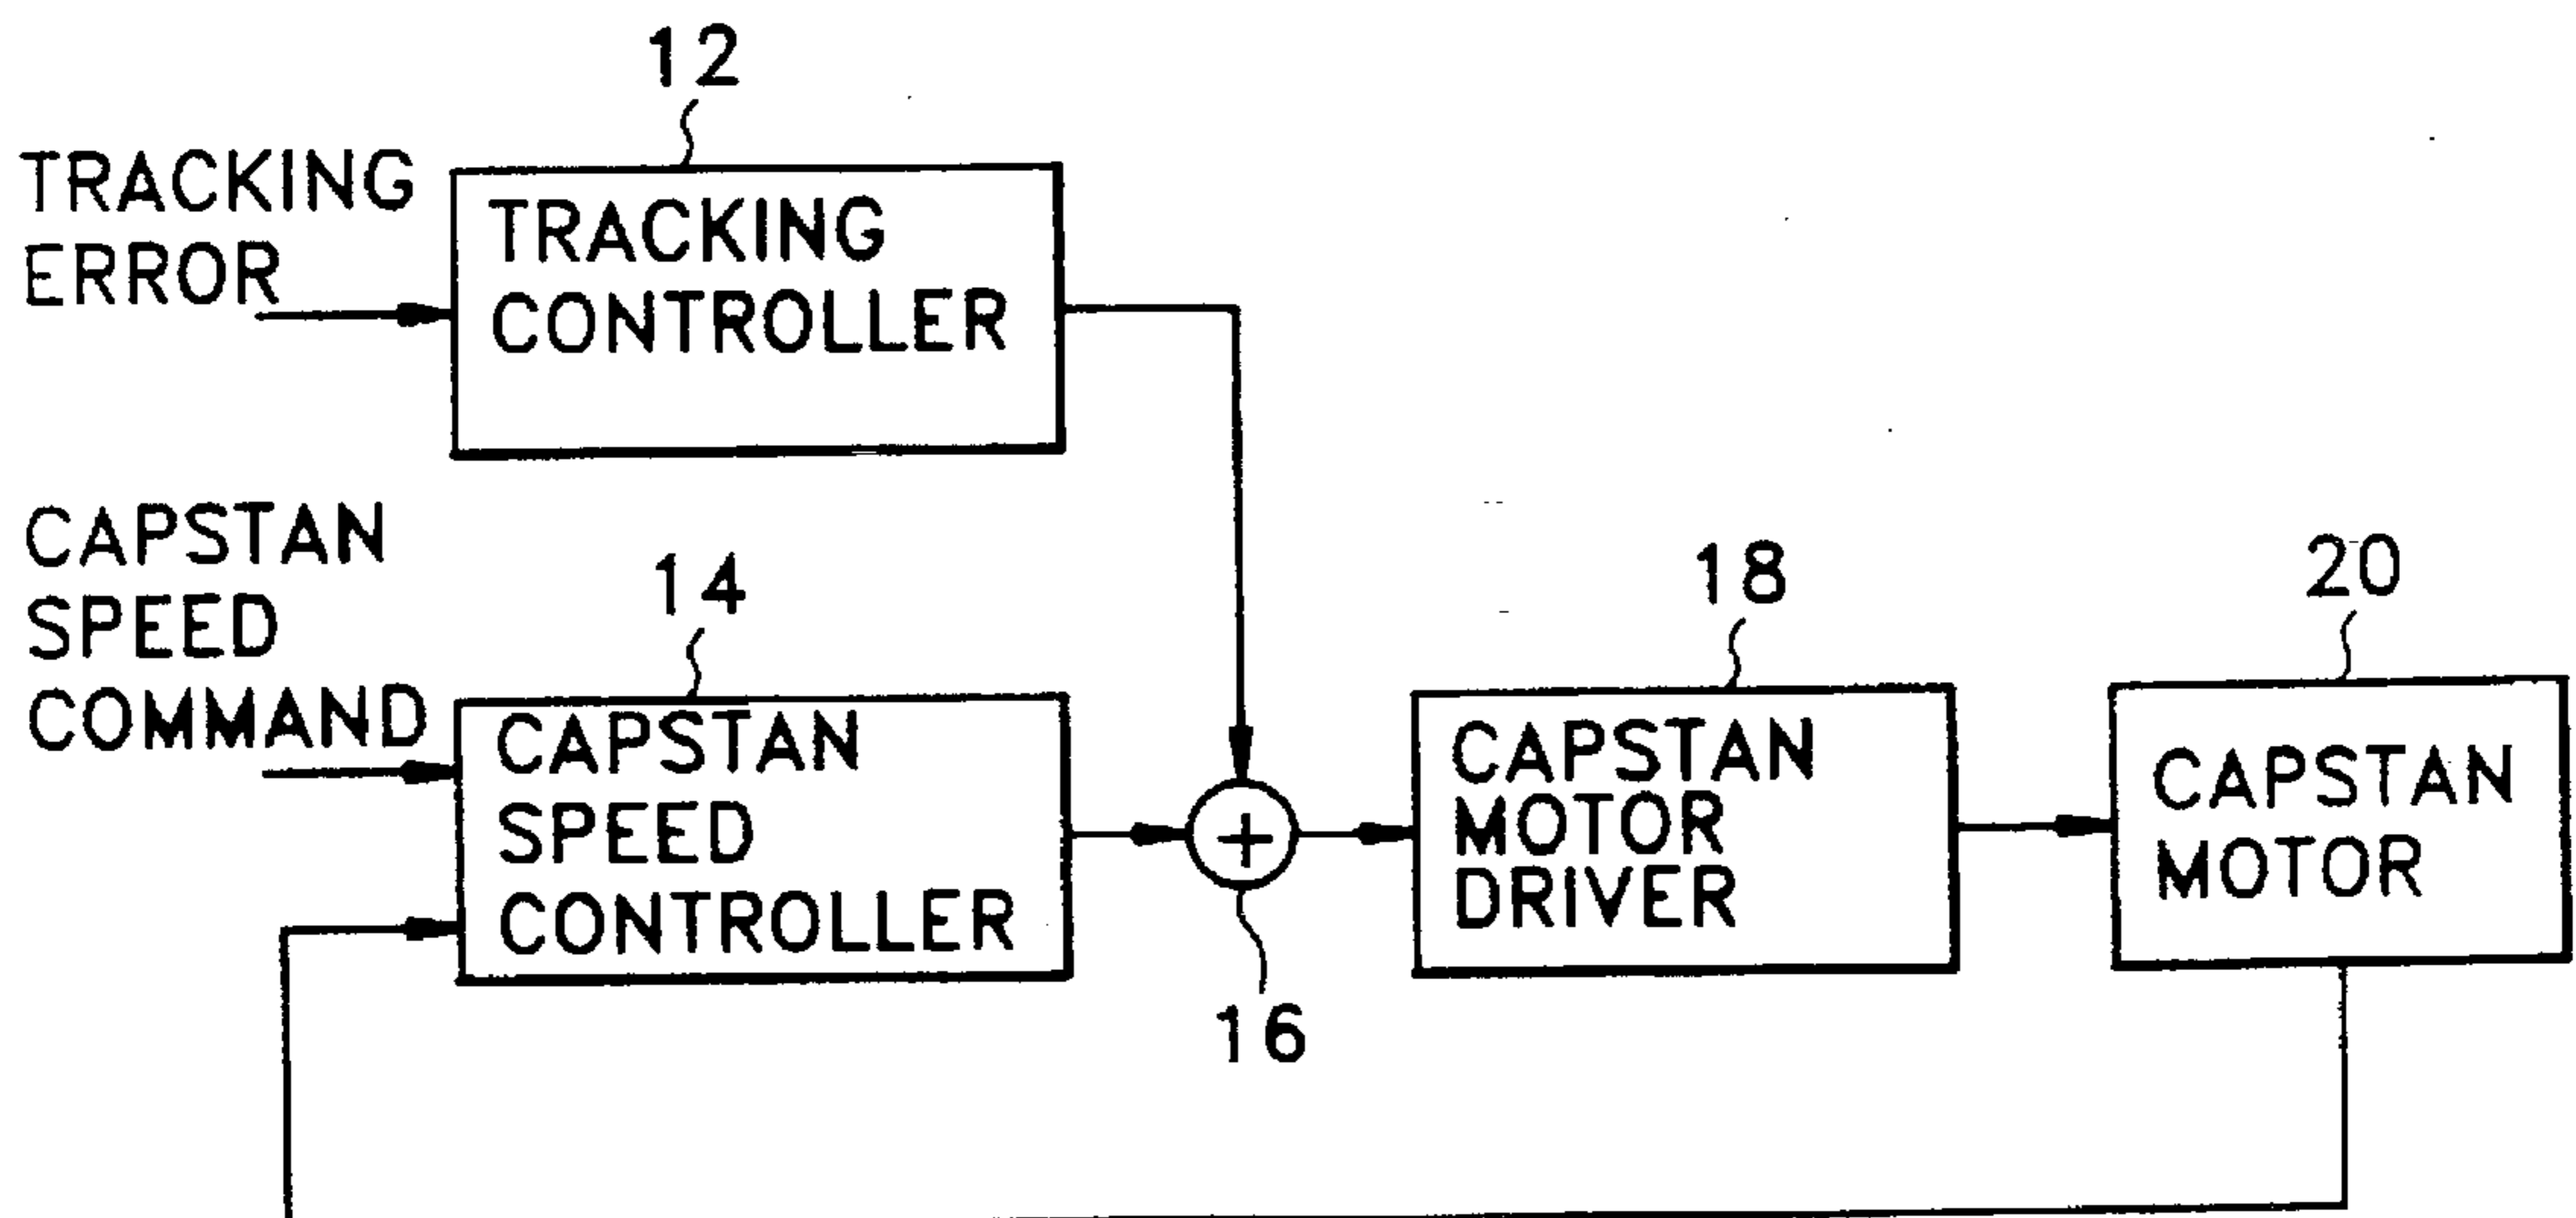 12
TRACKING
ERROR
TRACKING
CONTROLLER
CAPSTAN
SPEED
COMMAND
14
CAPSTAN
SPEED
CONTROLLER
+
16
18
CAPSTAN
MOTOR
DRIVER
20
CAPSTAN
MOTOR